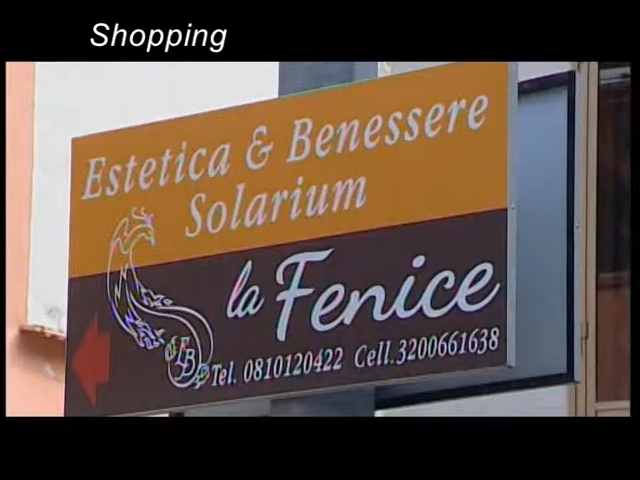 Shopping
Estetica & Benessere
Solarium
la Fenice
Tel. 0810120422 Cell.3200661638